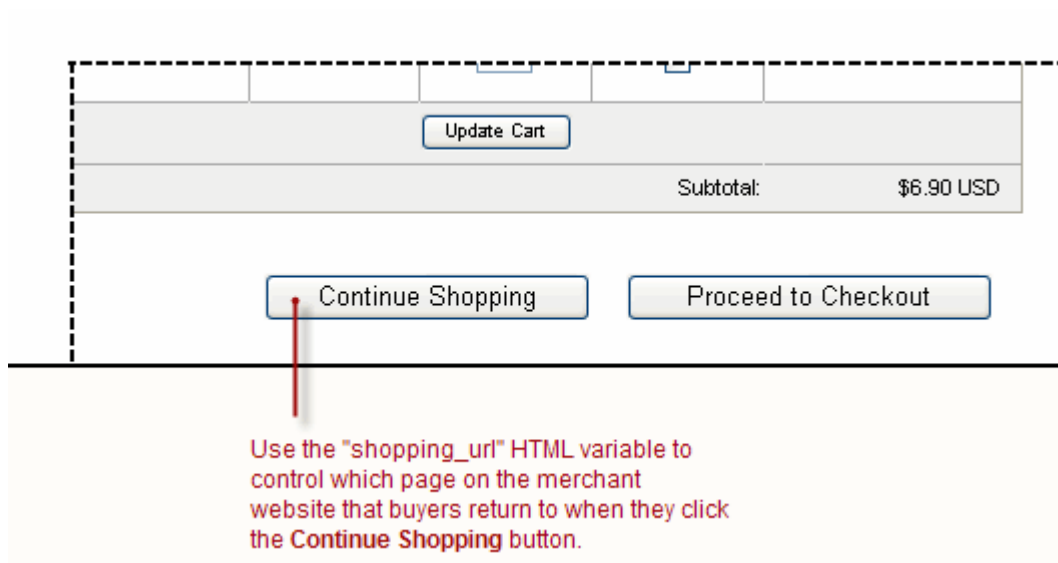 Update Cart
Subtotal: $6.90 USD
Continue Shopping Proceed to Checkout
Use the "shopping_url" HTML variable to
control which page on the merchant
website that buyers return to when they click
the Continue Shopping button.